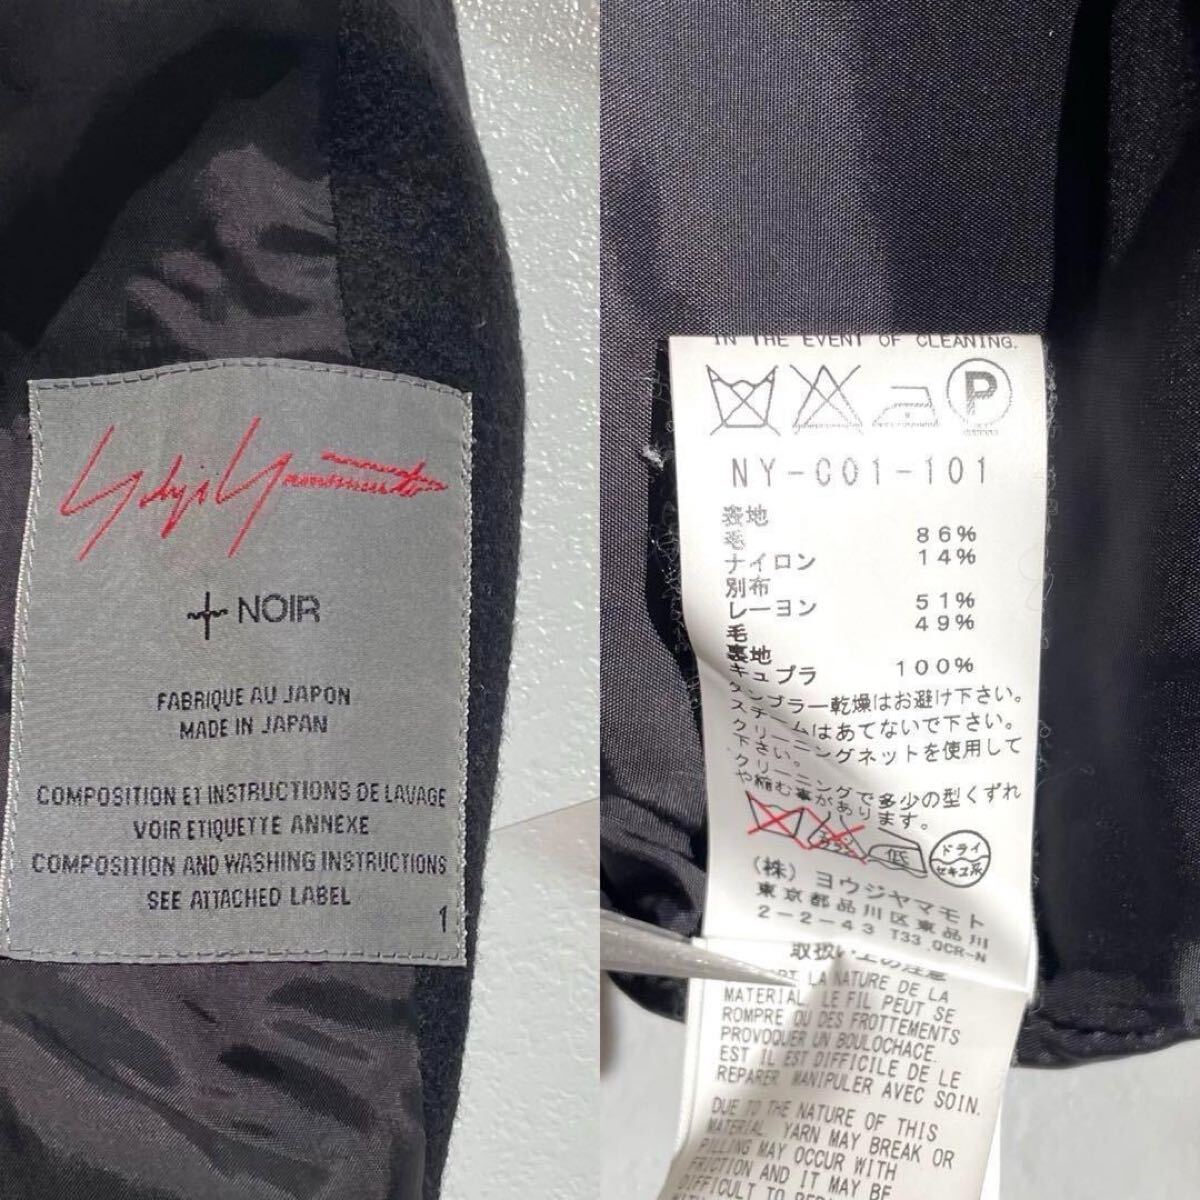 Yohji Yamamoto
+ NOIR
FABRIQUE AU JAPON
MADE IN JAPAN
COMPOSITION ET INSTRUCTIONS DE LAVAGE
VOIR ETIQUETTE ANNEXE
COMPOSITION AND WASHING INSTRUCTIONS
SEE ATTACHED LABEL
1
IN THE EVENT OF CLEANING.
P
NY-C01-101
表地
毛 86%
ナイロン 14%
別布
レーヨン 51%
毛 49%
裏地
キュプラ 100%
タンブラー乾燥はお避け下さい。
スチームはあてないで下さい。
クリーニングネットを使用して
下さい。
クリーニングで多少の型くずれ
や縮む事があります。
低 ドライ
セキユ系
(株) ヨウジヤマモト
東京都品川区東品川
2-2-43 T33.QCR-N
取扱い上の注意
LA NATURE DE LA
MATERIAL. LE FIL PEUT SE
ROMPRE OU DES FROTTEMENTS
PROVOQUER UN BOULOCHACE.
EST IL EST DIFFICILE DE LE
REPARER MANIPULER AVEC SOIN.
DUE TO THE NATURE OF THIS
MATERIAL. YARN MAY BREAK OR
PILLING MAY OCCUR WITH
FRICTION AND IT MAY BE
DIFFICULT TO